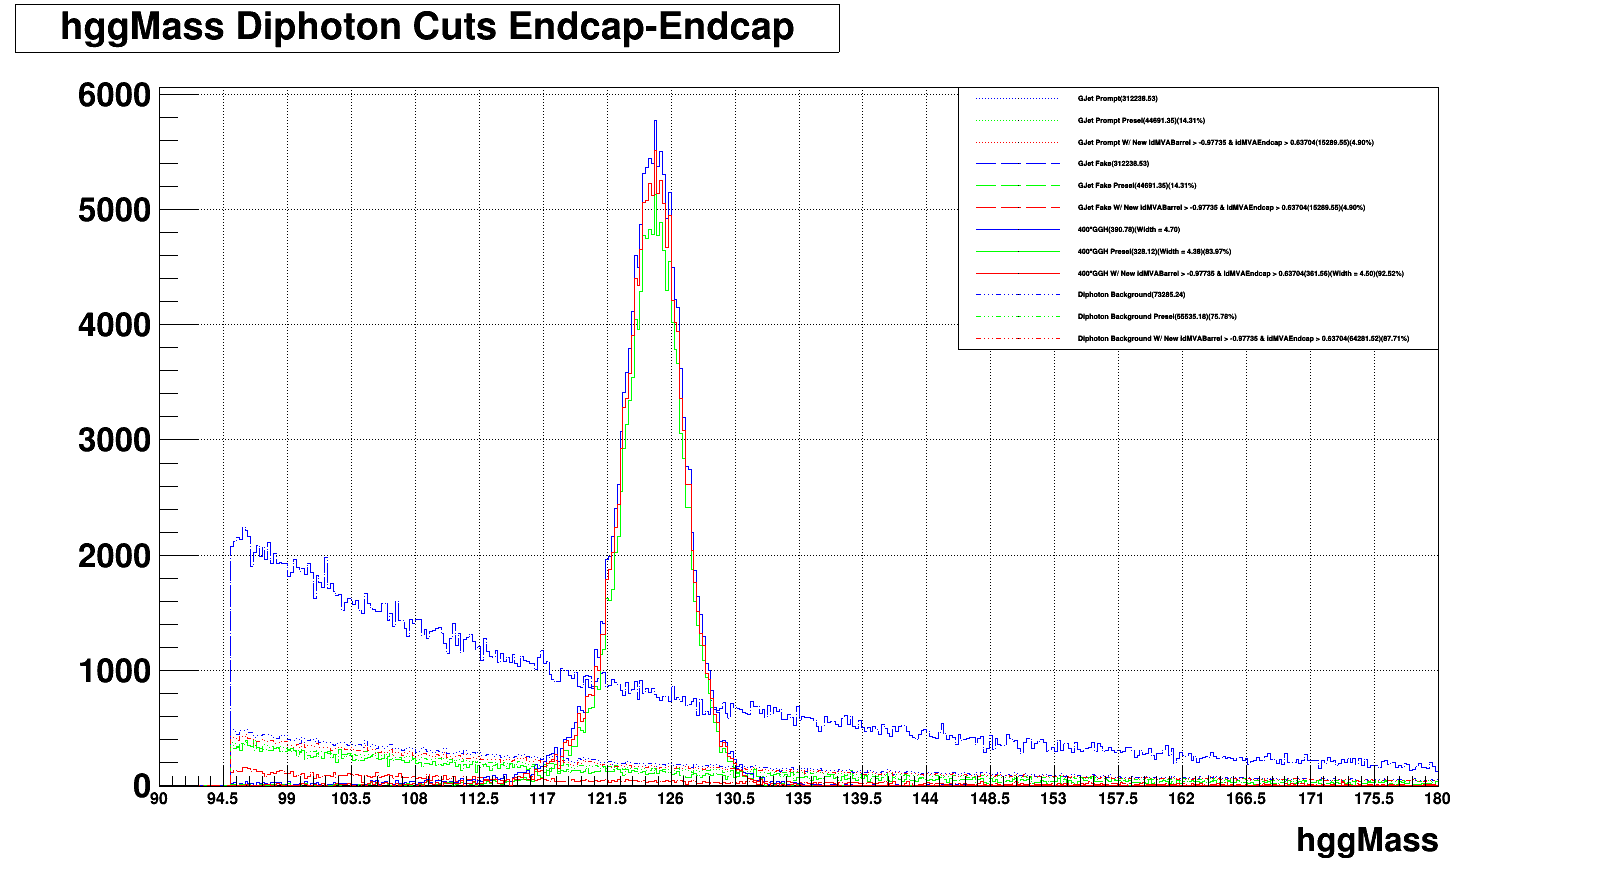 hggMass Diphoton Cuts Endcap-Endcap
6000
5000
4000
3000
2000
1000
0
GJet Prompt(312238.53)
GJet Prompt Presel(44691.35)(14.31%)
GJet Prompt W/ New IdMVABarrel > -0.97735 & IdMVAEndcap > 0.63704(15289.55)(4.90%)
GJet Fake(312238.53)
GJet Fake Presel(44691.35)(14.31%)
GJet Fake W/ New IdMVABarrel > -0.97735 & IdMVAEndcap > 0.63704(15289.55)(4.90%)
400*GGH(390.78)(Width = 4.70)
400*GGH Presel(328.12)(Width = 4.38)(83.97%)
400*GGH W/ New IdMVABarrel > -0.97735 & IdMVAEndcap > 0.63704(361.56)(Width = 4.50)(92.52%)
Diphoton Background(73285.24)
Diphoton Background Presel(55535.18)(75.78%)
Diphoton Background W/ New IdMVABarrel > -0.97735 & IdMVAEndcap > 0.63704(64281.52)(87.71%)
90 94.5 99 103.5 108 112.5 117 121.5 126 130.5 135 139.5 144 148.5 153 157.5 162 166.5 171 175.5 180
hggMass